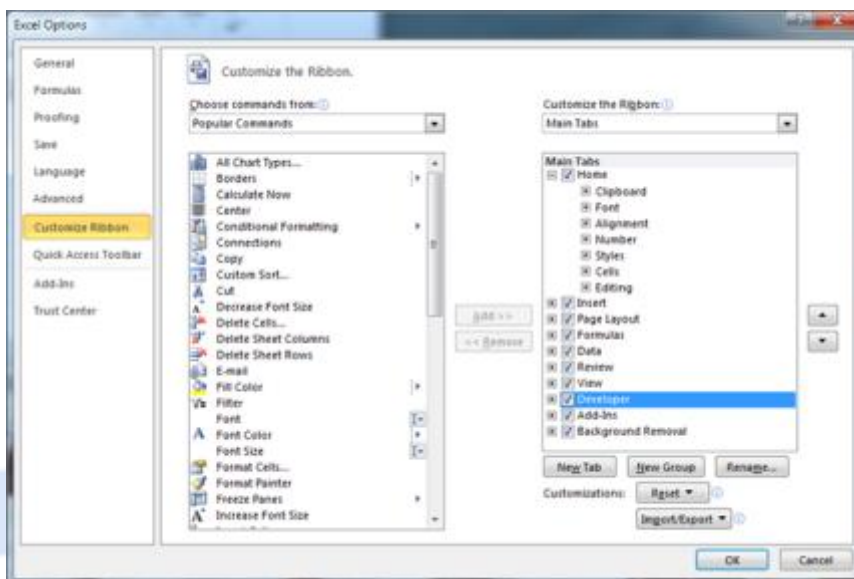 Excel Options
General
Formulas
Proofing
Save
Language
Advanced
Customize Ribbon
Quick Access Toolbar
Add-Ins
Trust Center
Customize the Ribbon.
Choose commands from:
Popular Commands
All Chart Types...
Borders
Calculate Now
Center
Conditional Formatting
Connections
Copy
Custom Sort...
Cut
Decrease Font Size
Delete Cells...
Delete Sheet Columns
Delete Sheet Rows
E-mail
Fill Color
Filter
Font
Font Color
Font Size
Format Cells...
Format Painter
Freeze Panes
Increase Font Size
Add >>
<< Remove
Customize the Ribbon:
Main Tabs
Main Tabs
Home
Clipboard
Font
Alignment
Number
Styles
Cells
Editing
Insert
Page Layout
Formulas
Data
Review
View
Developer
Add-Ins
Background Removal
New Tab
New Group
Rename...
Customizations:
Reset
Import/Export
OK
Cancel